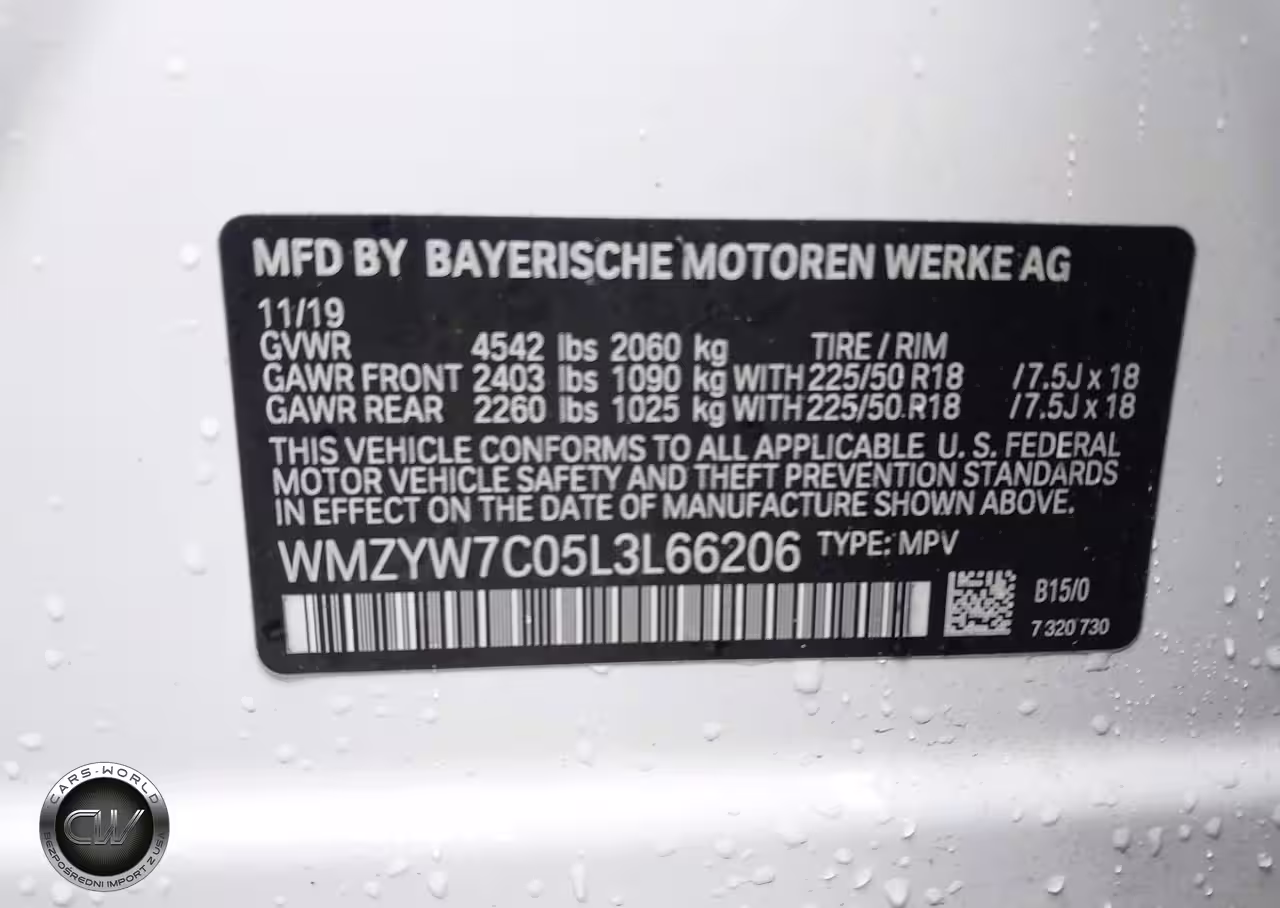 MFD BY BAYERISCHE MOTOREN WERKE AG
11/19
GVWR 4542 lbs 2060 kg TIRE / RIM
GAWR FRONT 2403 lbs 1090 kg WITH 225/50 R18 /7.5J x 18
GAWR REAR 2260 lbs 1025 kg WITH 225/50 R18 /7.5J x 18
THIS VEHICLE CONFORMS TO ALL APPLICABLE U. S. FEDERAL
MOTOR VEHICLE SAFETY AND THEFT PREVENTION STANDARDS
IN EFFECT ON THE DATE OF MANUFACTURE SHOWN ABOVE.
WMZYW7C05L3L66206 TYPE: MPV
B15/0
7 320 730
CARS-WORLD
CW
BEZPOŚREDNI IMPORT Z USA